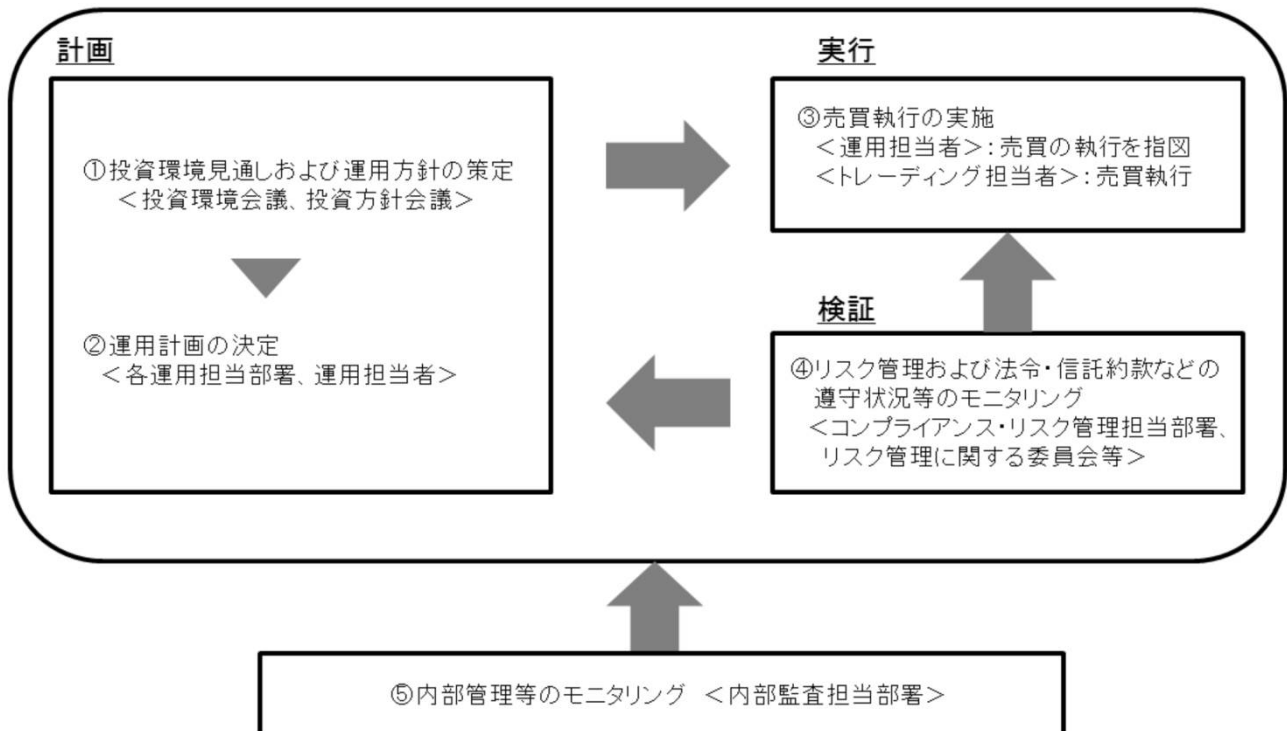 計画
①投資環境見通しおよび運用方針の策定
＜投資環境会議、投資方針会議＞
②運用計画の決定
＜各運用担当部署、運用担当者＞
実行
③売買執行の実施
＜運用担当者＞：売買の執行を指図
＜トレーディング担当者＞：売買執行
検証
④リスク管理および法令・信託約款などの
遵守状況等のモニタリング
＜コンプライアンス・リスク管理担当部署、
リスク管理に関する委員会等＞
⑤内部管理等のモニタリング ＜内部監査担当部署＞